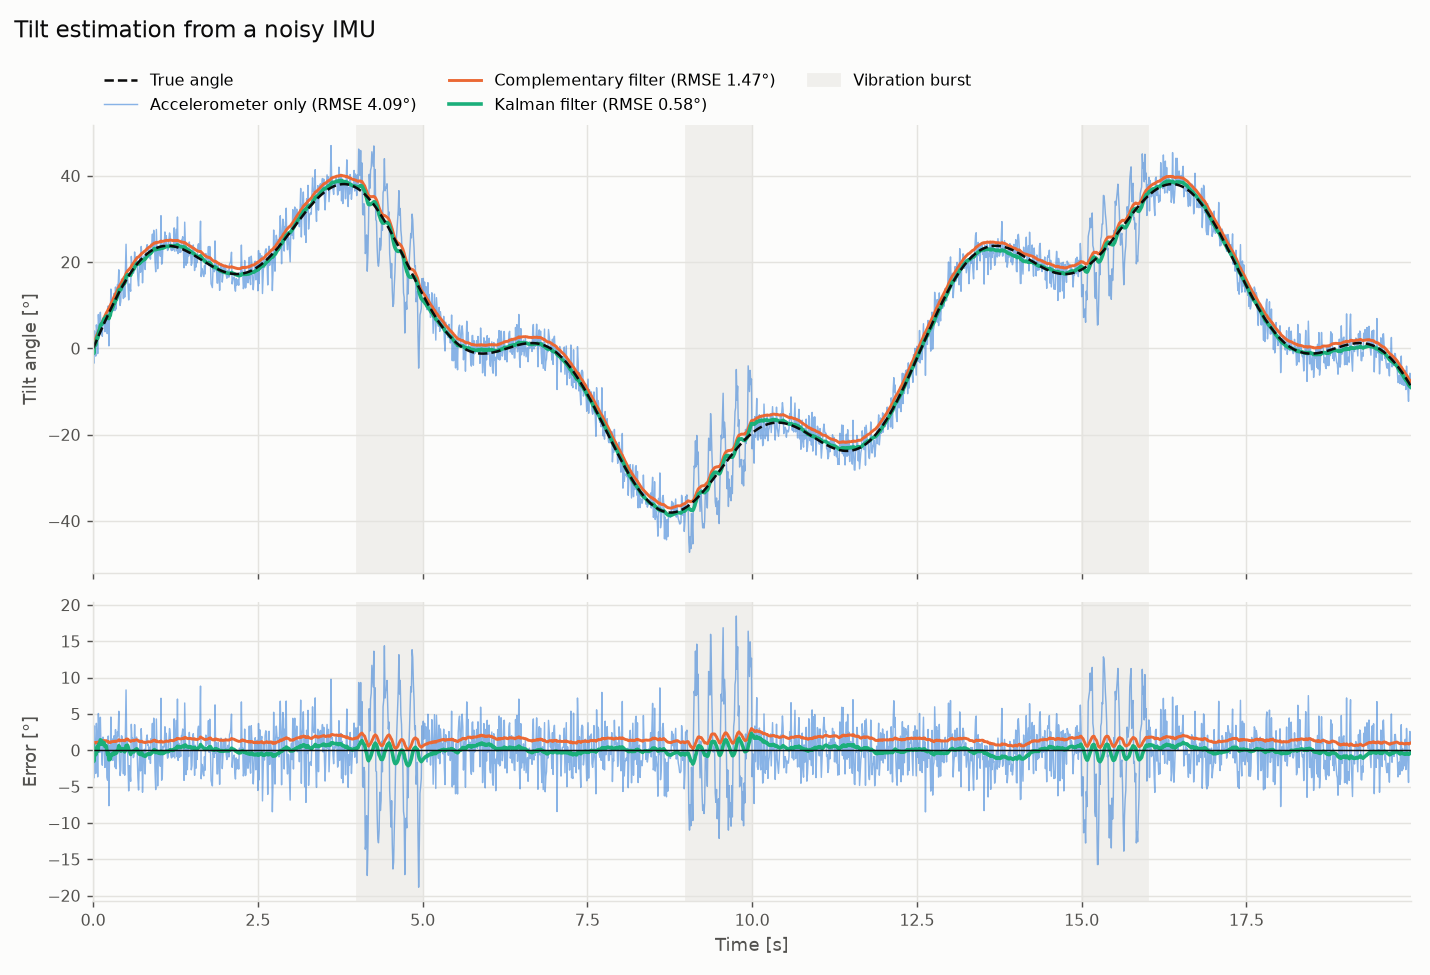 Tilt estimation from a noisy IMU
True angle
Accelerometer only (RMSE 4.09°)
Complementary filter (RMSE 1.47°)
Kalman filter (RMSE 0.58°)
Vibration burst
Tilt angle [°]
40
20
0
−20
−40
Error [°]
20
15
10
5
0
−5
−10
−15
−20
0.0 2.5 5.0 7.5 10.0 12.5 15.0 17.5
Time [s]